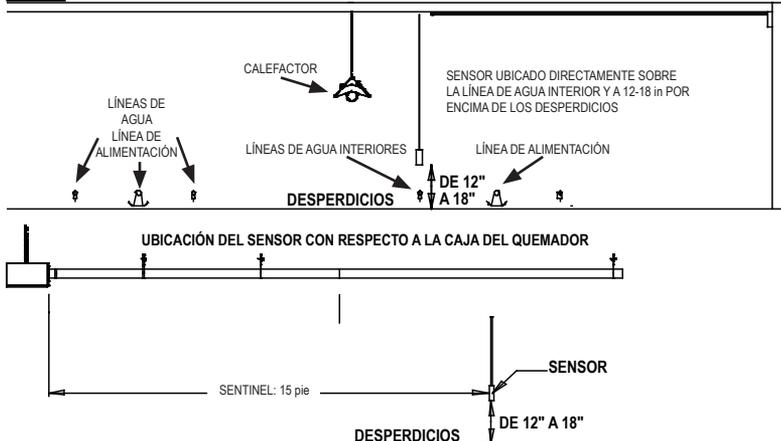 CALEFACTOR
SENSOR UBICADO DIRECTAMENTE SOBRE
LA LÍNEA DE AGUA INTERIOR Y A 12-18 in POR
ENCIMA DE LOS DESPERDICIOS
LÍNEAS DE
AGUA
LÍNEA DE
ALIMENTACIÓN
LÍNEAS DE AGUA INTERIORES
LÍNEA DE ALIMENTACIÓN
DE 12"
A 18"
DESPERDICIOS
UBICACIÓN DEL SENSOR CON RESPECTO A LA CAJA DEL QUEMADOR
SENSOR
SENTINEL: 15 pie
DE 12" A 18"
DESPERDICIOS